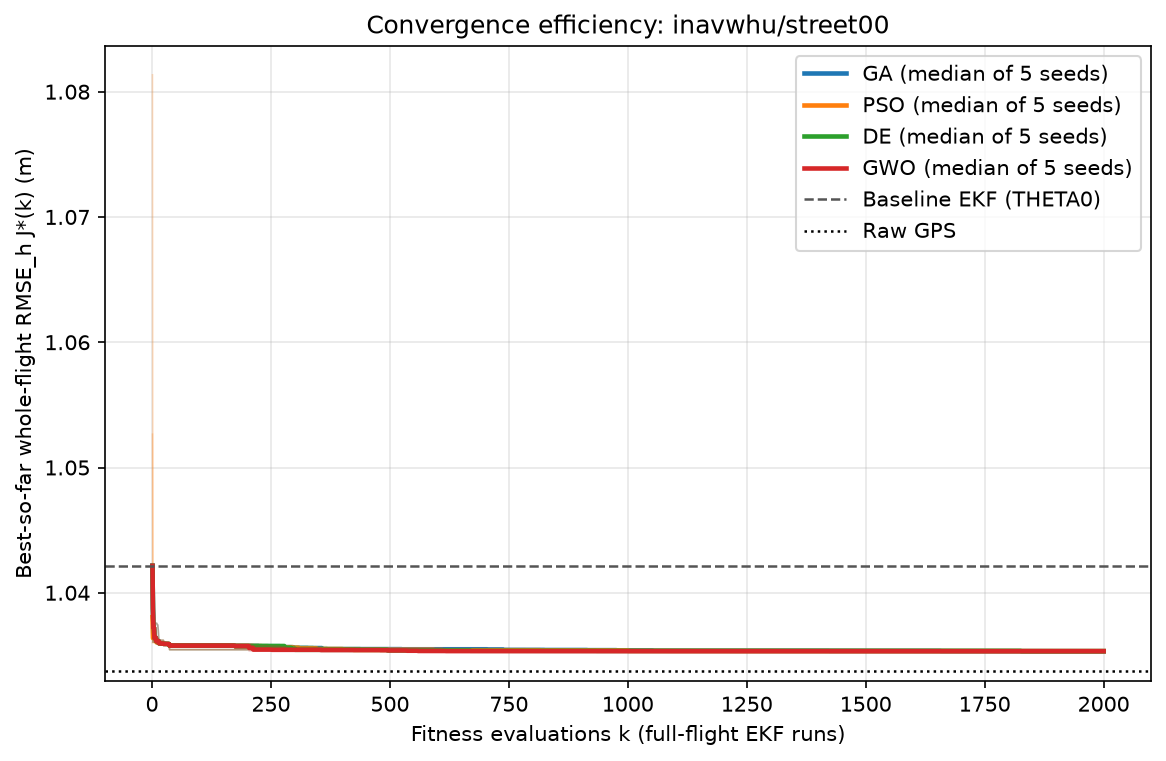 Convergence efficiency: inavwhu/street00
Best-so-far whole-flight RMSE_h J*(k) (m)
1.08
1.07
1.06
1.05
1.04
GA (median of 5 seeds)
PSO (median of 5 seeds)
DE (median of 5 seeds)
GWO (median of 5 seeds)
Baseline EKF (THETA0)
Raw GPS
0 250 500 750 1000 1250 1500 1750 2000
Fitness evaluations k (full-flight EKF runs)